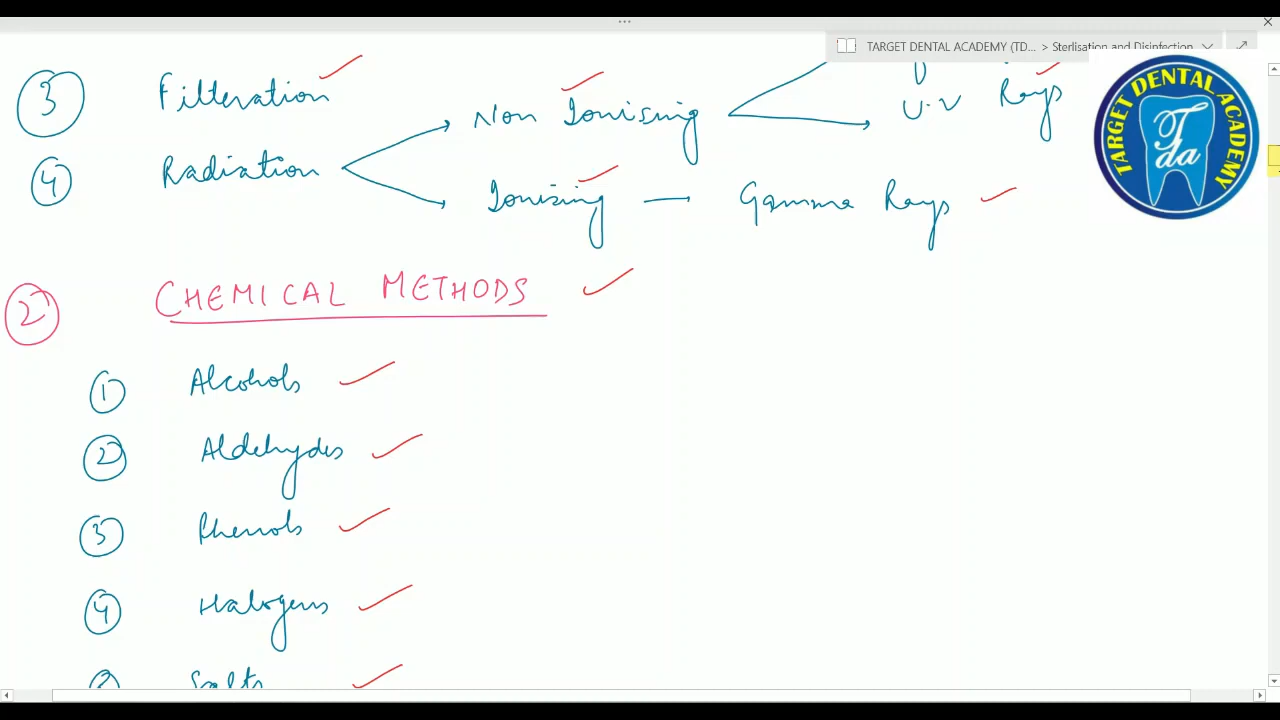 TARGET DENTAL ACADEMY (TD... > Sterlisation and Disinfection
TARGET DENTAL ACADEMY
Tda
3 Filteration
Non Ionising
U.V Rays
4 Radiation
Ionising — Gamma Rays
2 CHEMICAL METHODS
1 Alcohols
2 Aldehydes
3 Phenols
4 Halogens
Salts